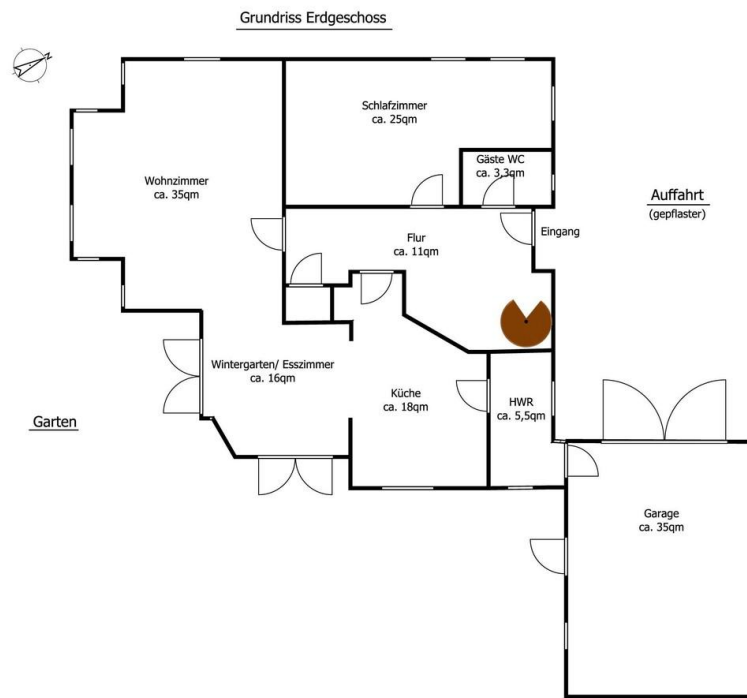 Grundriss Erdgeschoss
N
Schlafzimmer
ca. 25qm
Gäste WC
ca. 3,3qm
Wohnzimmer
ca. 35qm
Auffahrt
(gepflaster)
Eingang
Flur
ca. 11qm
Wintergarten/ Esszimmer
ca. 16qm
Küche
ca. 18qm
HWR
ca. 5,5qm
Garten
Garage
ca. 35qm